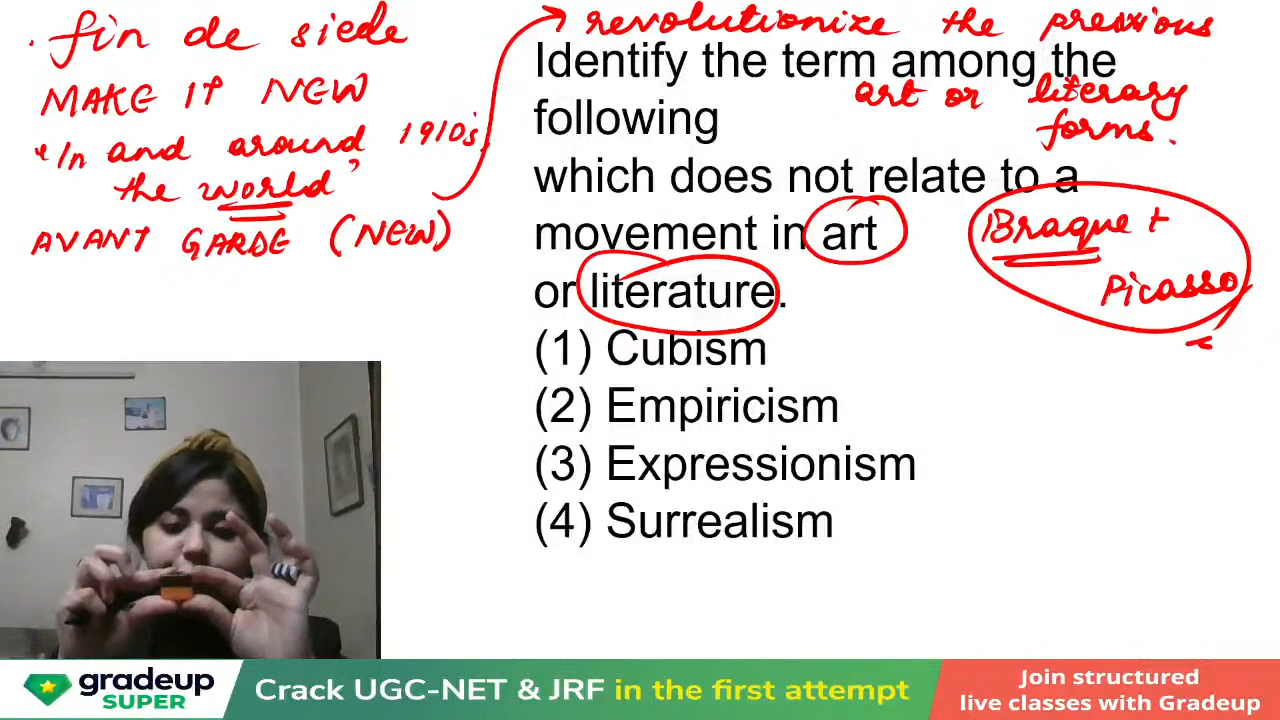 . fin de siede
MAKE IT NEW
"In and around 1910's,
the world"
AVANT GARDE (NEW)
revolutionize the previous
art or literary
forms.
Identify the term among the
following
which does not relate to a
movement in art
or literature.
Braque +
Picasso
(1) Cubism
(2) Empiricism
(3) Expressionism
(4) Surrealism
gradeup
SUPER
Crack UGC-NET & JRF in the first attempt
Join structured
live classes with Gradeup